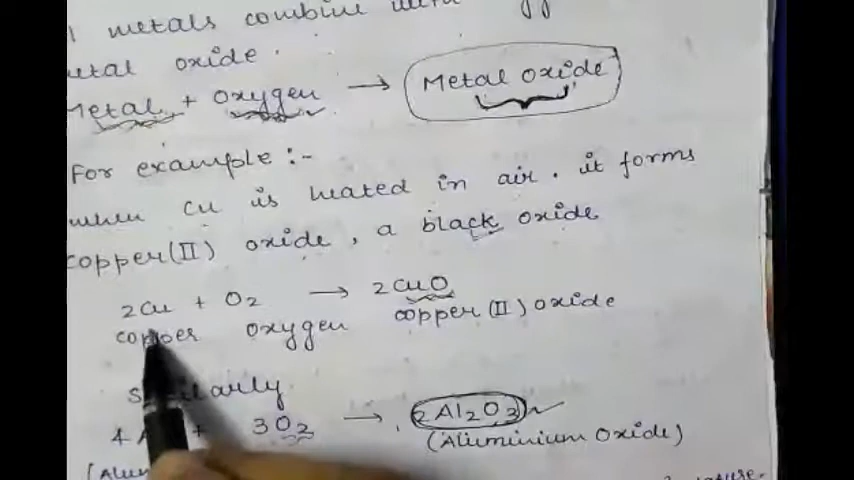 metals combine
metal oxide.
Metal + Oxygen → Metal oxide
For example :-
when Cu is heated in air. it forms
copper(II) oxide, a black oxide
2Cu + O2 → 2CuO
copper oxygen copper(II) oxide
Similarly
4 + 3O2 → 2Al2O3
(Aluminium Oxide)